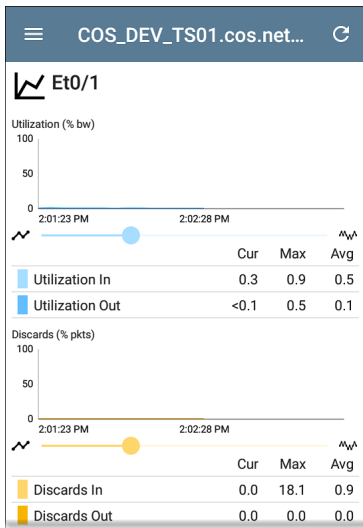 COS_DEV_TS01.cos.net...
Et0/1
Utilization (% bw)
100
50
0
2:01:23 PM 2:02:28 PM
Cur Max Avg
Utilization In 0.3 0.9 0.5
Utilization Out <0.1 0.5 0.1
Discards (% pkts)
100
50
0
2:01:23 PM 2:02:28 PM
Cur Max Avg
Discards In 0.0 18.1 0.9
Discards Out 0.0 0.0 0.0